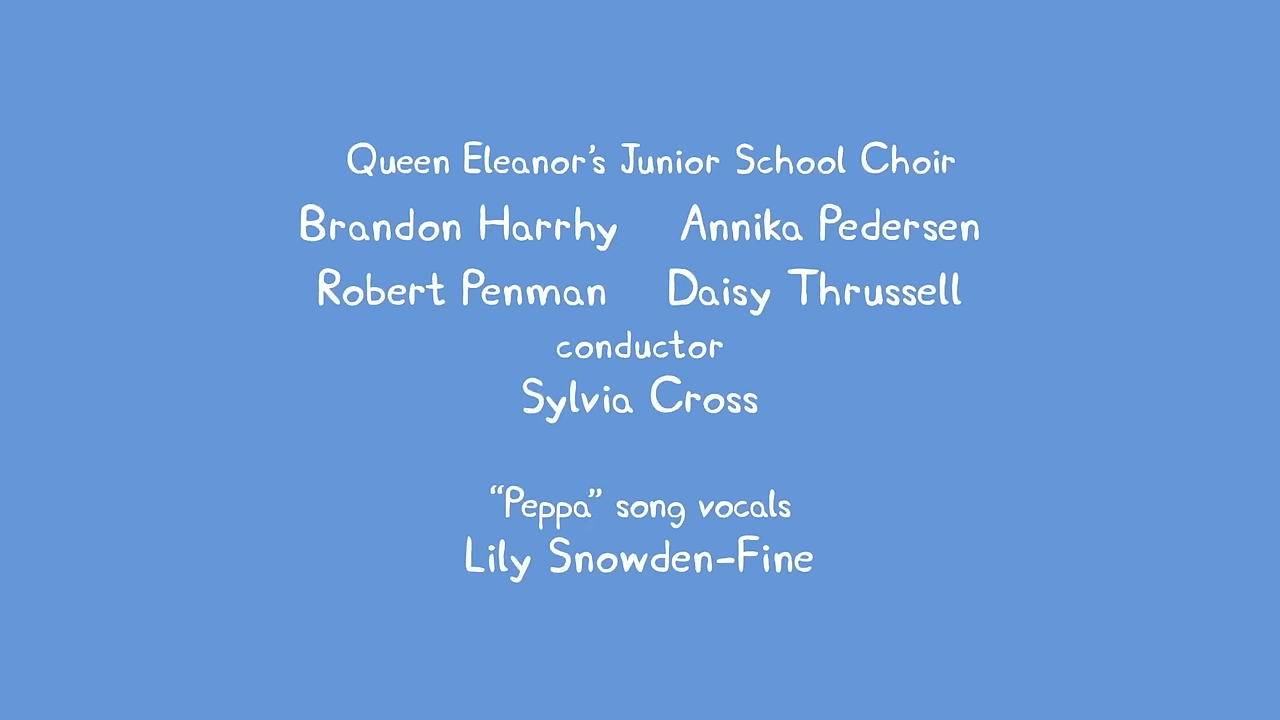 Queen Eleanor's Junior School Choir
Brandon Harrhy Annika Pedersen
Robert Penman Daisy Thrussell
conductor
Sylvia Cross
“Peppa” song vocals
Lily Snowden-Fine